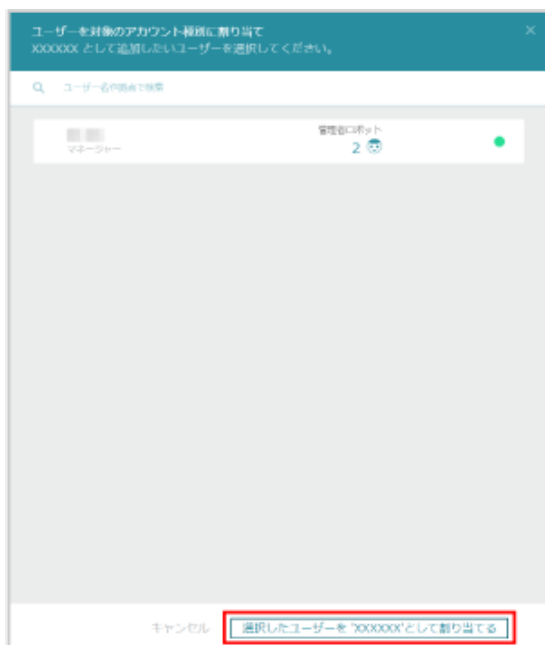 ユーザーを対象のアカウント種別に割り当て
XXXXXX として追加したいユーザーを選択してください。
ユーザー名や拠点で検索
管理者ロボット
マネージャー
2
キャンセル
選択したユーザーを "XXXXXX"として割り当てる